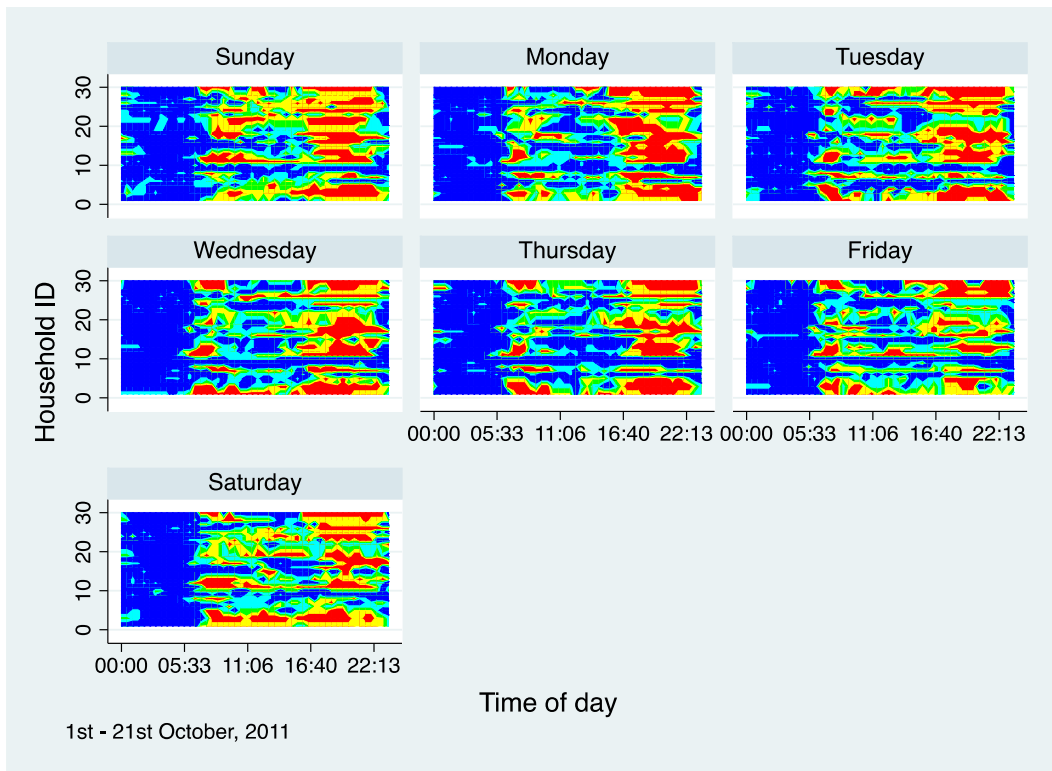 Sunday Monday Tuesday
30
20
10
0
Wednesday Thursday Friday
30
20
10
0
Household ID
00:00 05:33 11:06 16:40 22:13 00:00 05:33 11:06 16:40 22:13
Saturday
30
20
10
0
00:00 05:33 11:06 16:40 22:13
Time of day
1st - 21st October, 2011